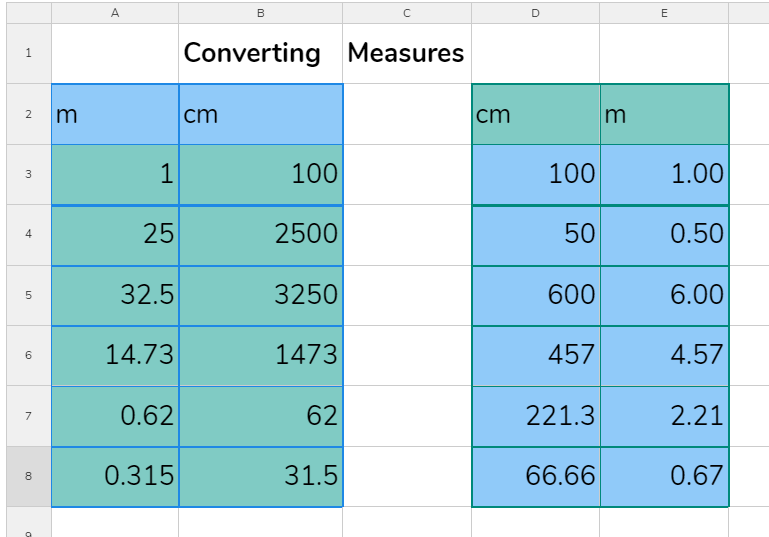 A B C D E
1 Converting Measures
2 m cm cm m
3 1 100 100 1.00
4 25 2500 50 0.50
5 32.5 3250 600 6.00
6 14.73 1473 457 4.57
7 0.62 62 221.3 2.21
8 0.315 31.5 66.66 0.67
9